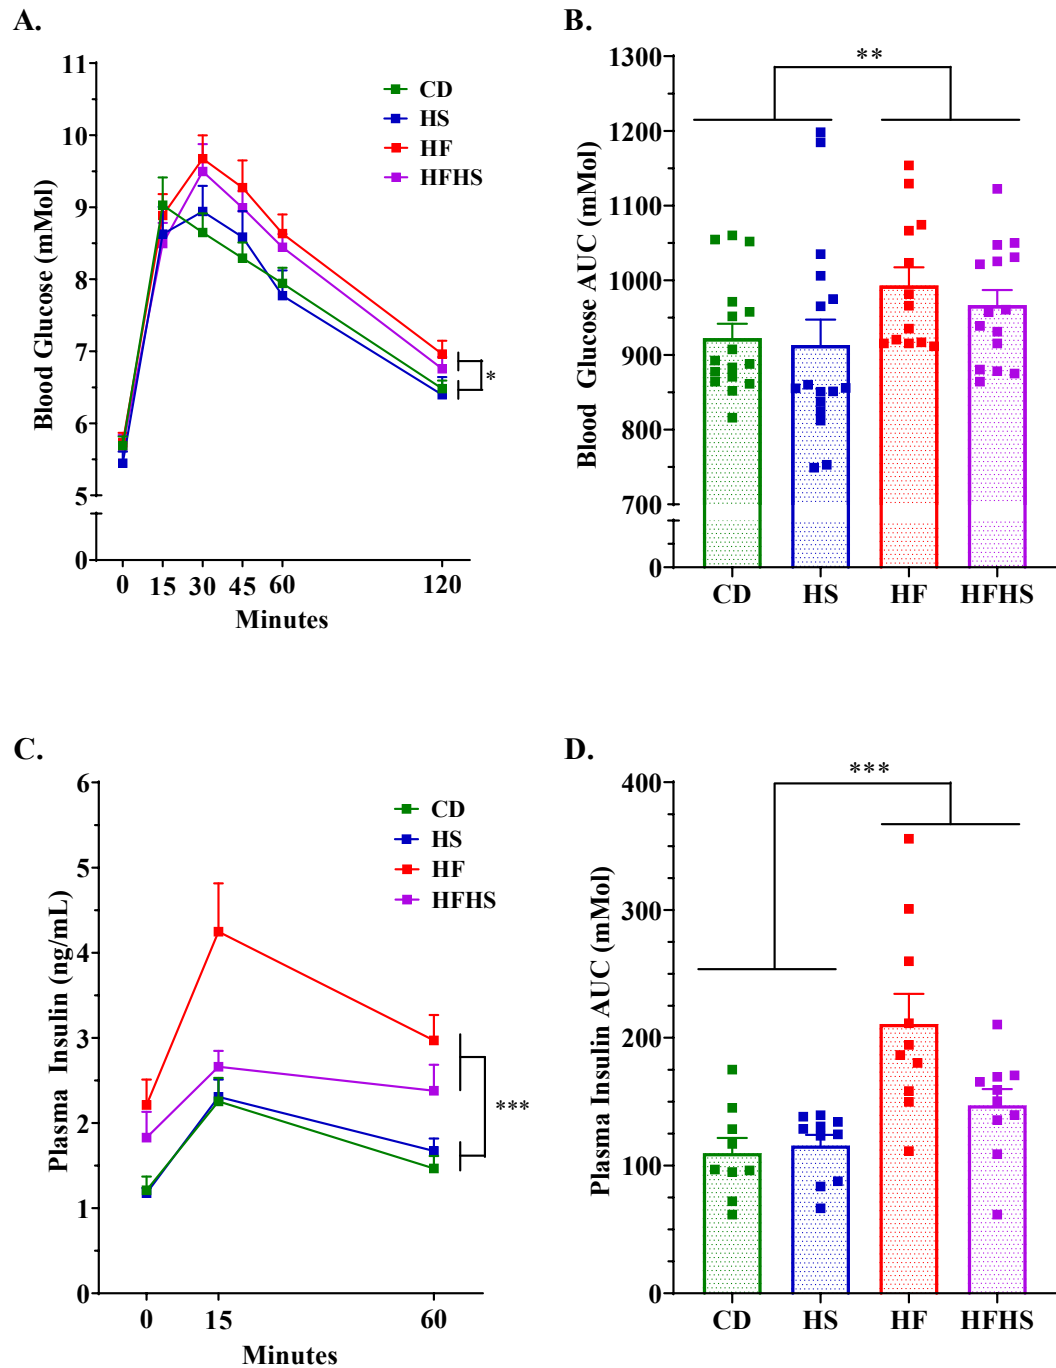 A.
11
10
9
8
7
6
5
0
Blood Glucose (mMol)
CD
HS
HF
HFHS
*
0 15 30 45 60 120
Minutes
B.
1300
1200
1100
1000
900
800
700
0
Blood Glucose AUC (mMol)
**
CD HS HF HFHS
C.
6
5
4
3
2
1
0
Plasma Insulin (ng/mL)
CD
HS
HF
HFHS
***
0 15 60
Minutes
D.
400
300
200
100
0
Plasma Insulin AUC (mMol)
***
CD HS HF HFHS